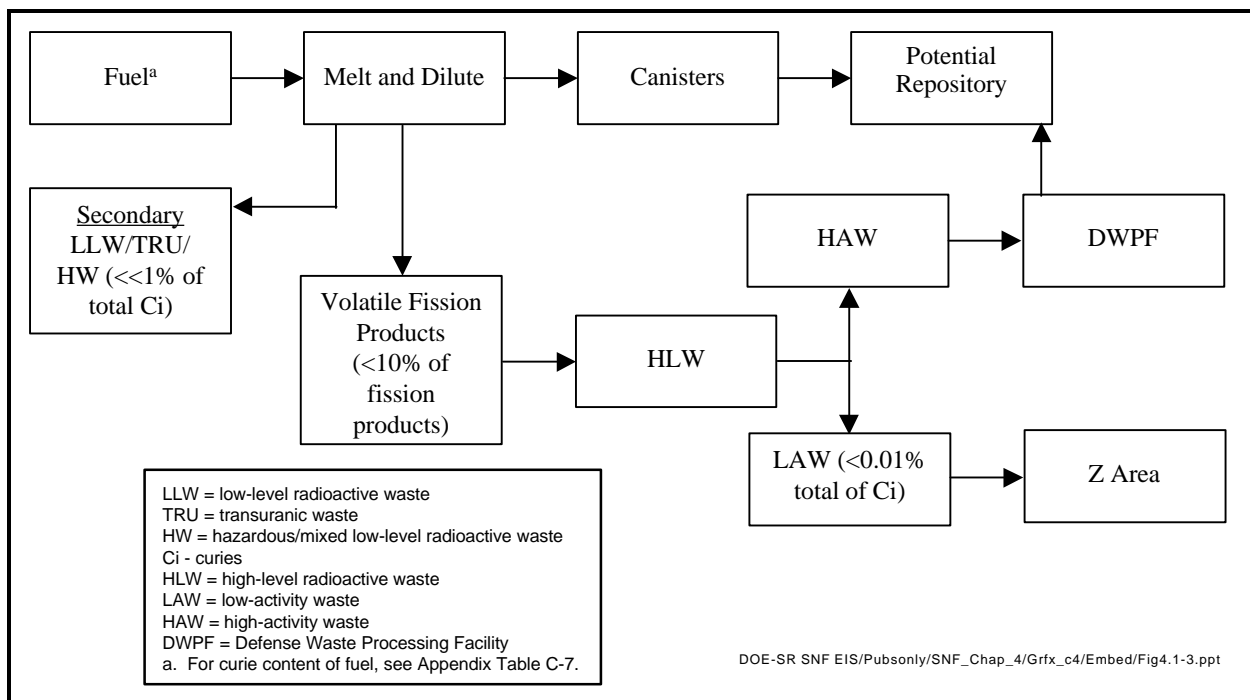 Fuelᵃ
Melt and Dilute
Canisters
Potential
Repository
Secondary
LLW/TRU/
HW (<<1% of
total Ci)
Volatile Fission
Products
(<10% of
fission
products)
HLW
HAW
DWPF
LAW (<0.01%
total of Ci)
Z Area
LLW = low-level radioactive waste
TRU = transuranic waste
HW = hazardous/mixed low-level radioactive waste
Ci - curies
HLW = high-level radioactive waste
LAW = low-activity waste
HAW = high-activity waste
DWPF = Defense Waste Processing Facility
a. For curie content of fuel, see Appendix Table C-7.
DOE-SR SNF EIS/Pubsonly/SNF_Chap_4/Grfx_c4/Embed/Fig4.1-3.ppt